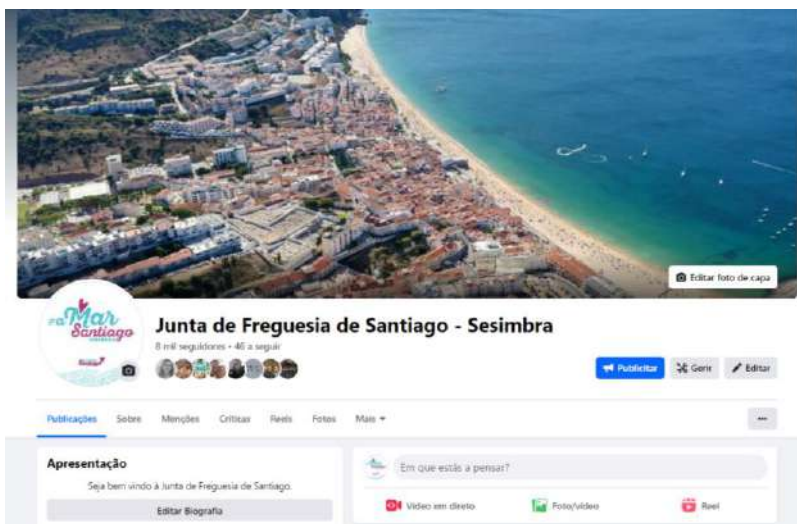 Editar foto de capa
Mar
Santiago
Junta de Freguesia de Santiago - Sesimbra
8 mil seguidores • 46 a seguir
Publicitar Gerir Editar
Publicações Sobre Menções Críticas Reels Fotos Mais
Apresentação
Seja bem vindo à Junta de Freguesia de Santiago.
Editar Biografia
Em que estás a pensar?
Vídeo em direto Foto/vídeo Reel